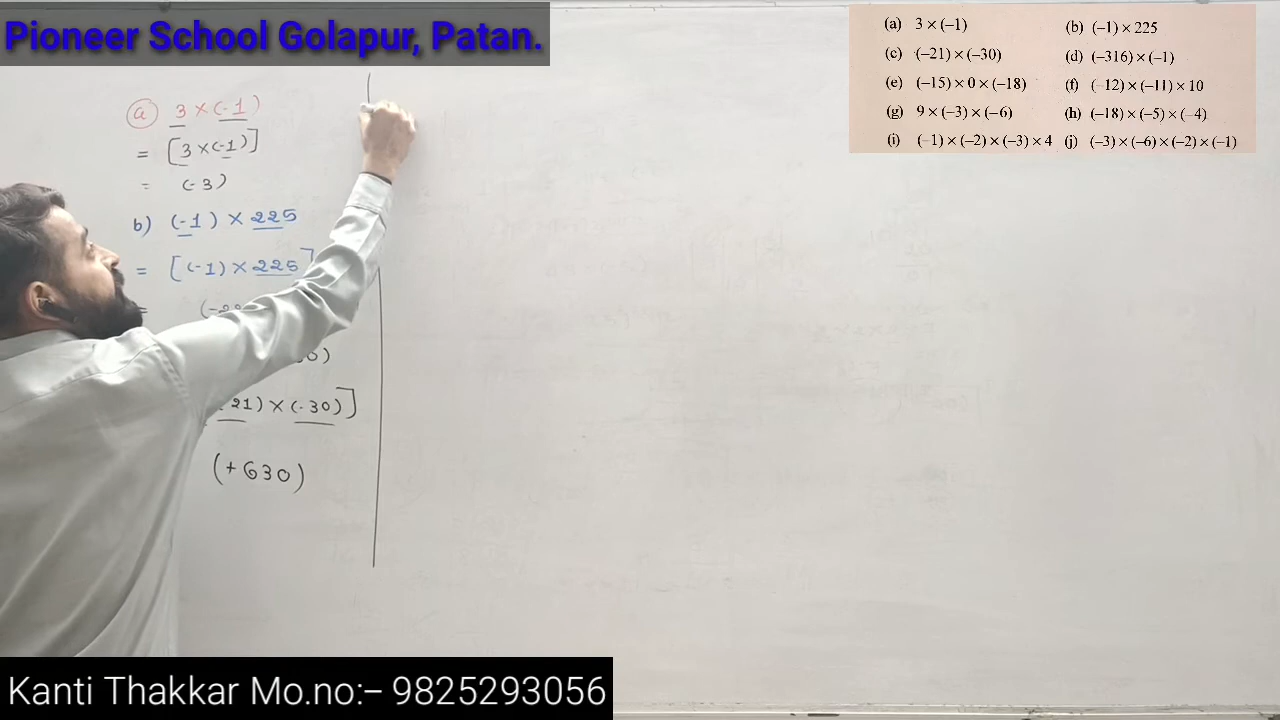 Pioneer School Golapur, Patan.
(a) 3 × (–1) (b) (–1) × 225
(c) (–21) × (–30) (d) (–316) × (–1)
(e) (–15) × 0 × (–18) (f) (–12) × (–11) × 10
(g) 9 × (–3) × (–6) (h) (–18) × (–5) × (–4)
(i) (–1) × (–2) × (–3) × 4 (j) (–3) × (–6) × (–2) × (–1)
a 3 × (-1)
= [3 × (-1)]
= (-3)
b) (-1) × 225
= [(-1) × 225]
=
21) × (-30)]
(+630)
Kanti Thakkar Mo.no:– 9825293056